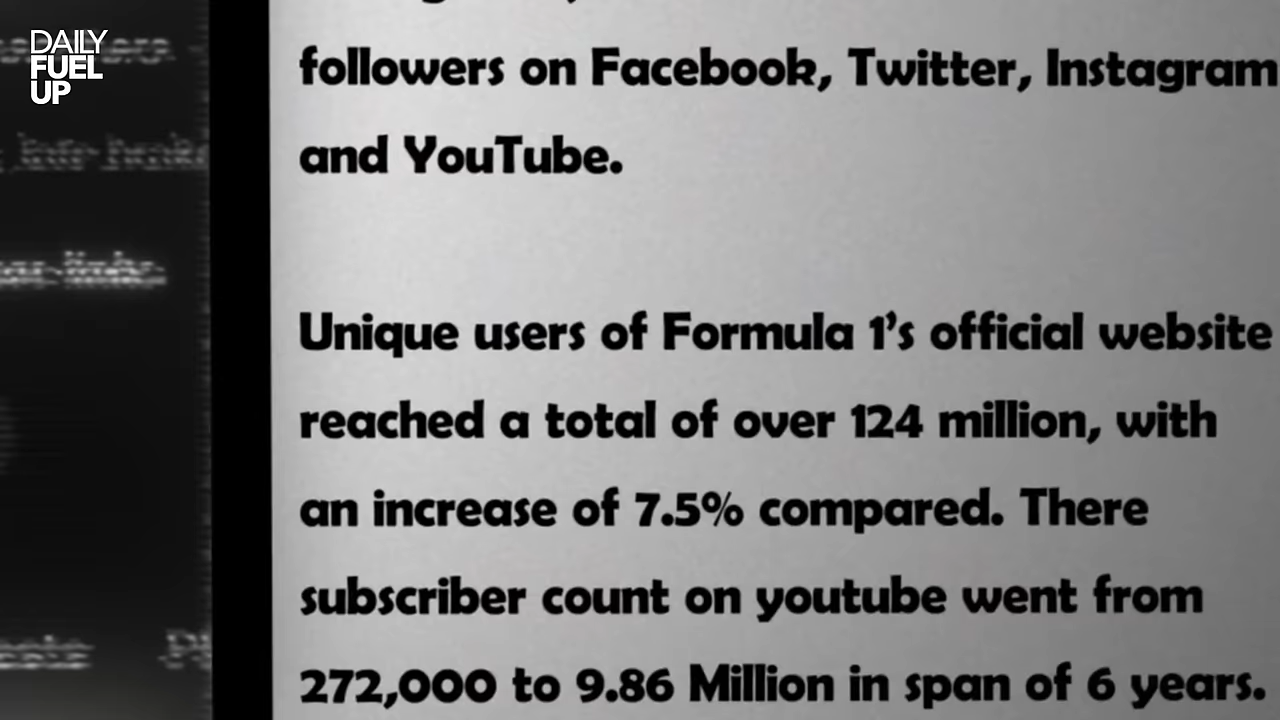 DAILY
FUEL
UP
followers on Facebook, Twitter, Instagram
and YouTube.
Unique users of Formula 1’s official website
reached a total of over 124 million, with
an increase of 7.5% compared. There
subscriber count on youtube went from
272,000 to 9.86 Million in span of 6 years.